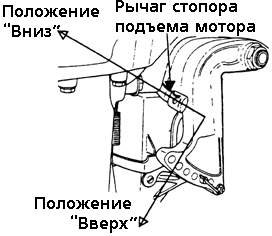 Положение
"Вниз"
Рычаг стопора
подъема мотора
Положение
"Вверх"